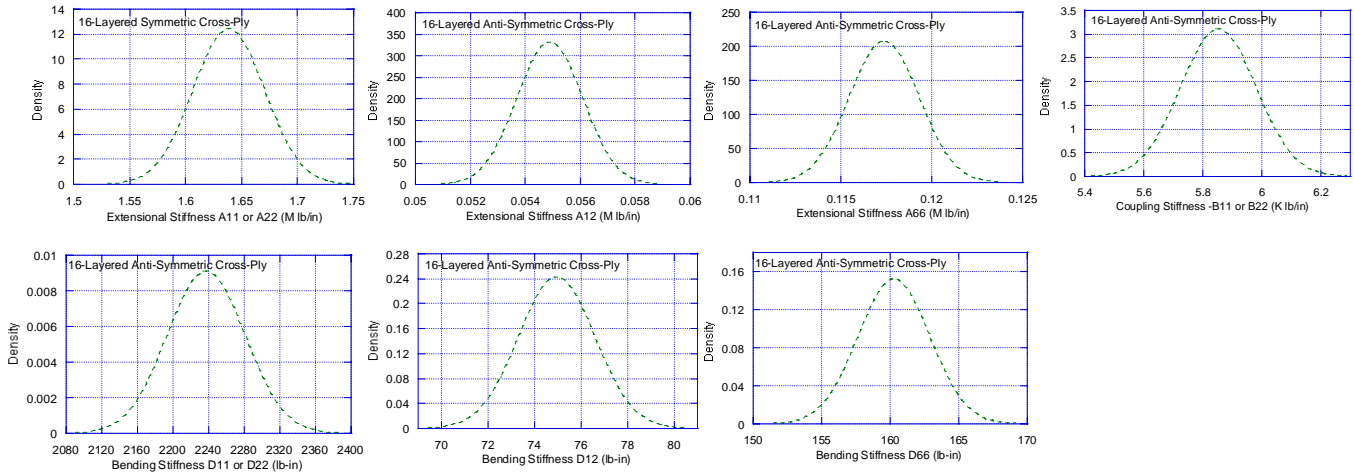 16-Layered Symmetric Cross-Ply
14
12
10
8
6
4
2
0
Density
1.5 1.55 1.6 1.65 1.7 1.75
Extensional Stiffness A11 or A22 (M lb/in)
16-Layered Anti-Symmetric Cross-Ply
400
350
300
250
200
150
100
50
0
Density
0.05 0.052 0.054 0.056 0.058 0.06
Extensional Stiffness A12 (M lb/in)
16-Layered Anti-Symmetric Cross-Ply
250
200
150
100
50
0
Density
0.11 0.115 0.12 0.125
Extensional Stiffness A66 (M lb/in)
16-Layered Anti-Symmetric Cross-Ply
3.5
3
2.5
2
1.5
1
0.5
0
Density
5.4 5.6 5.8 6 6.2
Coupling Stiffness -B11 or B22 (K lb/in)
16-Layered Anti-Symmetric Cross-Ply
0.01
0.008
0.006
0.004
0.002
0
Density
2080 2120 2160 2200 2240 2280 2320 2360 2400
Bending Stiffness D11 or D22 (lb-in)
16-Layered Anti-Symmetric Cross-Ply
0.28
0.24
0.2
0.16
0.12
0.08
0.04
0
Density
70 72 74 76 78 80
Bending Stiffness D12 (lb-in)
16-Layered Anti-Symmetric Cross-Ply
0.16
0.12
0.08
0.04
0
Density
150 155 160 165 170
Bending Stiffness D66 (lb-in)